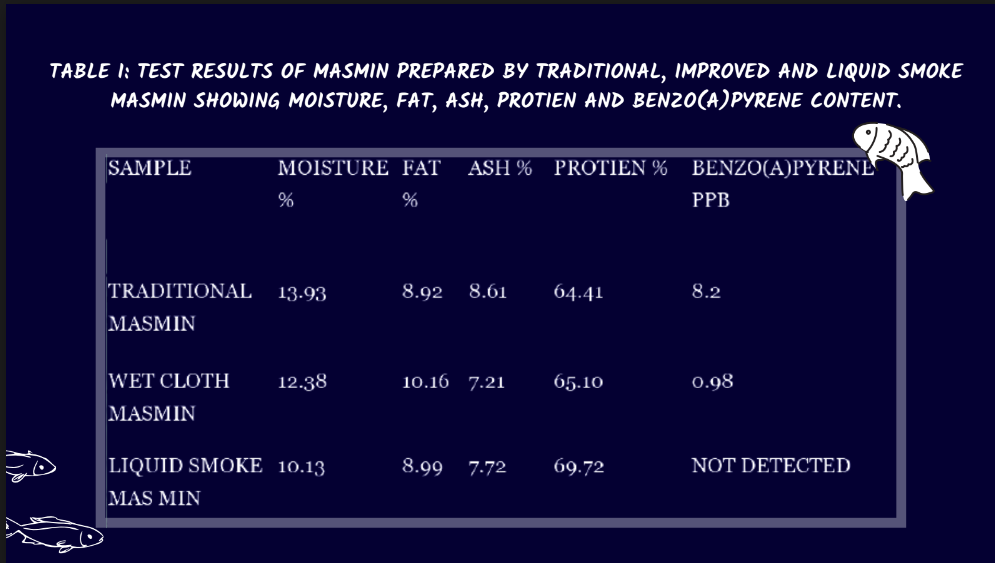 TABLE 1: TEST RESULTS OF MASMIN PREPARED BY TRADITIONAL, IMPROVED AND LIQUID SMOKE
MASMIN SHOWING MOISTURE, FAT, ASH, PROTIEN AND BENZO(A)PYRENE CONTENT.
SAMPLE MOISTURE FAT ASH % PROTIEN % BENZO(A)PYRENE
% % PPB
TRADITIONAL 13.93 8.92 8.61 64.41 8.2
MASMIN
WET CLOTH 12.38 10.16 7.21 65.10 0.98
MASMIN
LIQUID SMOKE 10.13 8.99 7.72 69.72 NOT DETECTED
MAS MIN